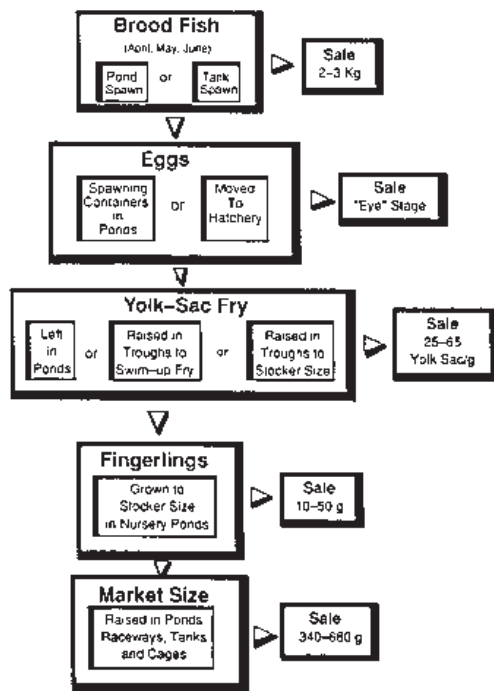 Brood Fish
(April, May, June)
Pond
Spawn
or
Tank
Spawn
Sale
2–3 Kg
Eggs
Spawning
Containers
in
Ponds
or
Moved
To
Hatchery
Sale
"Eye" Stage
Yolk–Sac Fry
Left
in
Ponds
or
Raised in
Troughs to
Swim–up Fry
or
Raised in
Troughs to
Stocker Size
Sale
25–65
Yolk Sac/g
Fingerlings
Grown to
Stocker Size
in Nursery Ponds
Sale
10–50 g
Market Size
Raised in Ponds
Raceways, Tanks
and Cages
Sale
340–680 g